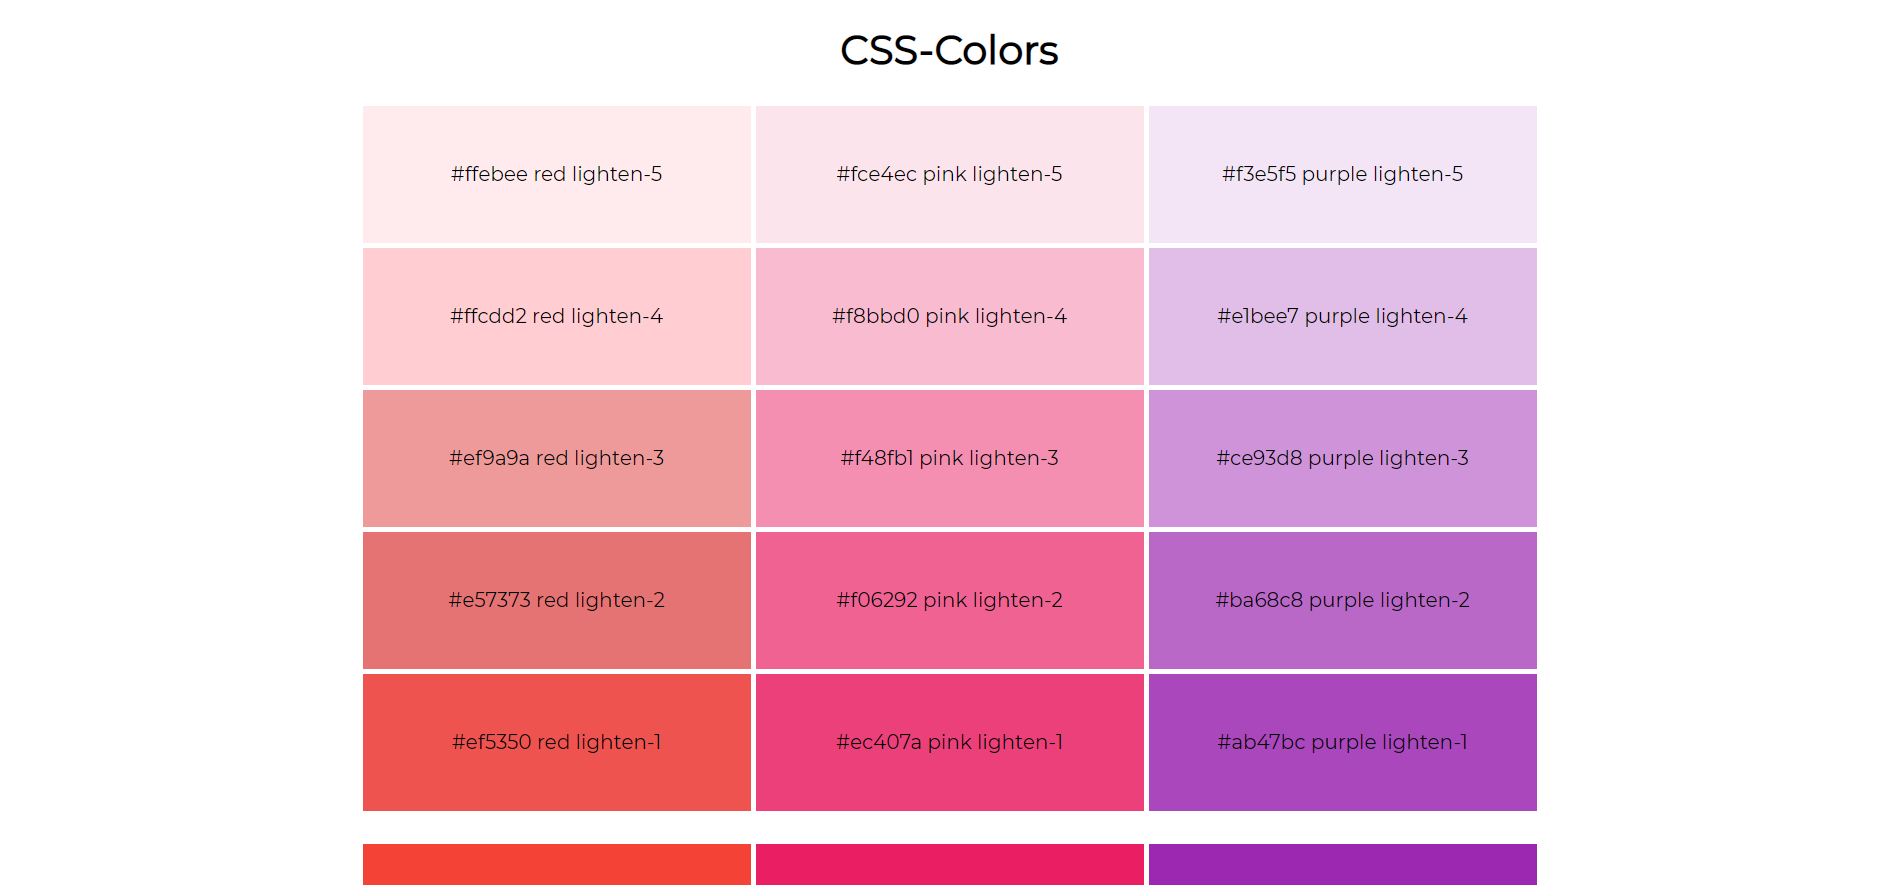 CSS-Colors
#ffebee red lighten-5
#fce4ec pink lighten-5
#f3e5f5 purple lighten-5
#ffcdd2 red lighten-4
#f8bbd0 pink lighten-4
#e1bee7 purple lighten-4
#ef9a9a red lighten-3
#f48fb1 pink lighten-3
#ce93d8 purple lighten-3
#e57373 red lighten-2
#f06292 pink lighten-2
#ba68c8 purple lighten-2
#ef5350 red lighten-1
#ec407a pink lighten-1
#ab47bc purple lighten-1